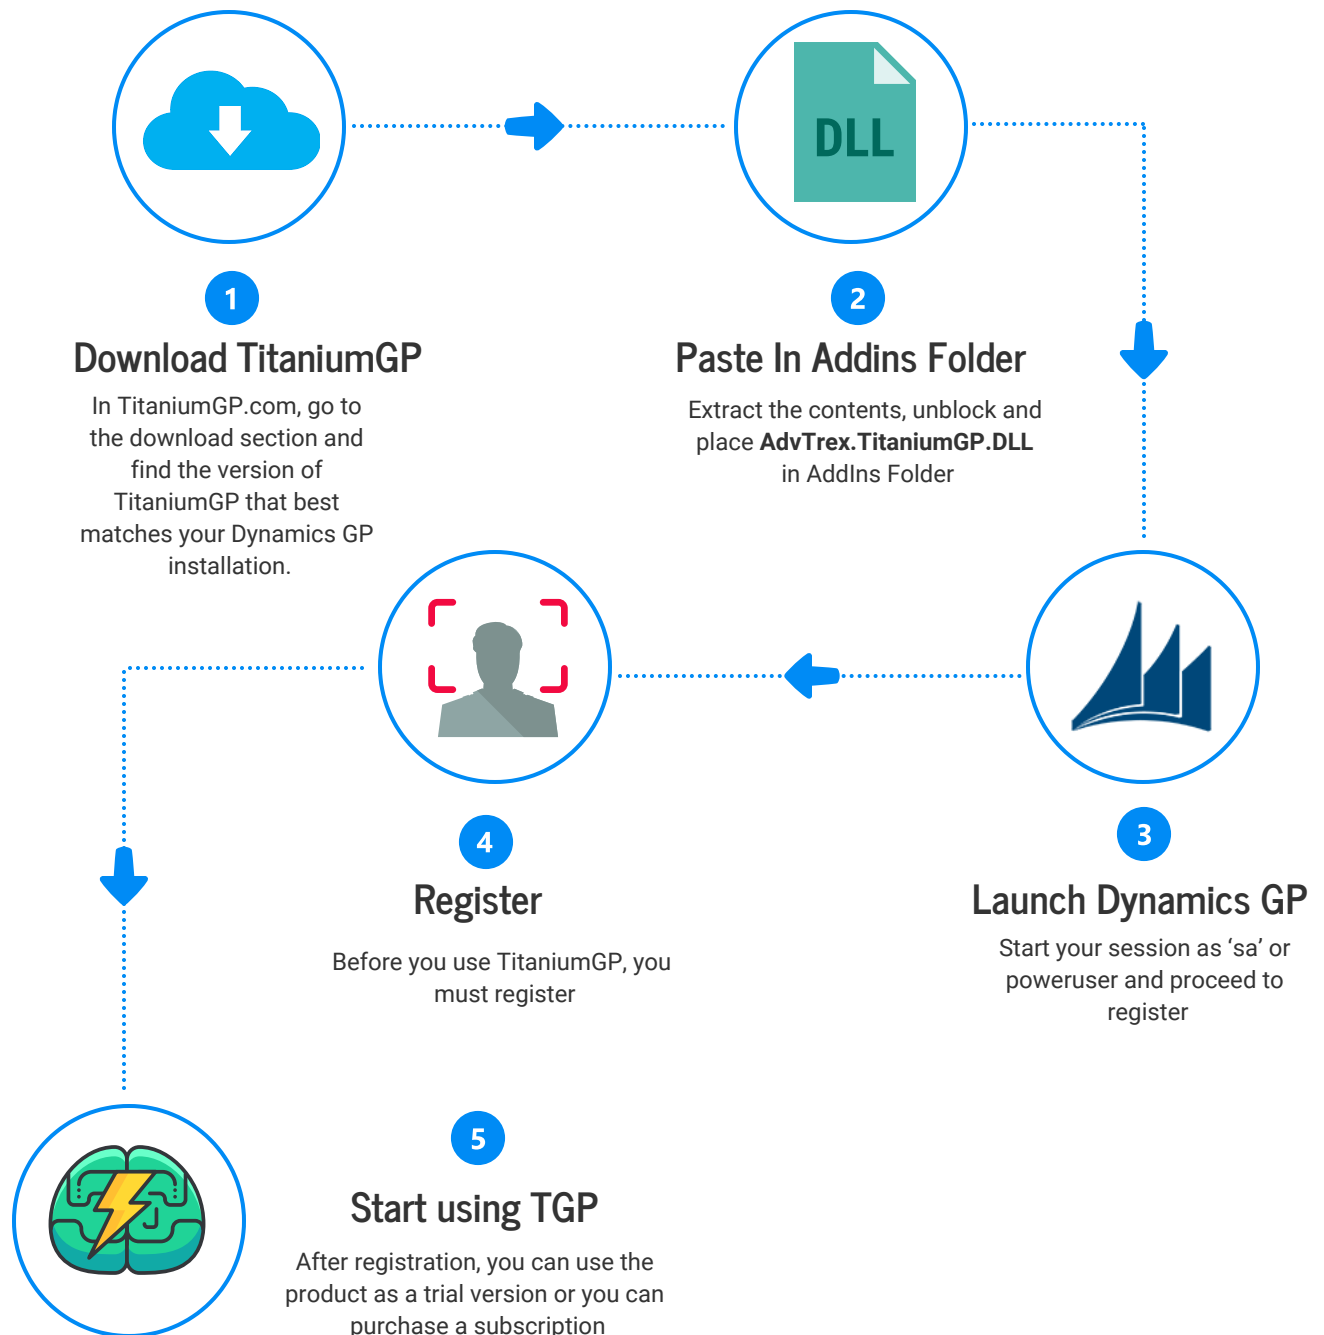 DLL
1
Download TitaniumGP
In TitaniumGP.com, go to
the download section and
find the version of
TitaniumGP that best
matches your Dynamics GP
installation.
2
Paste In Addins Folder
Extract the contents, unblock and
place AdvTrex.TitaniumGP.DLL
in AddIns Folder
3
Launch Dynamics GP
Start your session as ‘sa’ or
poweruser and proceed to
register
4
Register
Before you use TitaniumGP, you
must register
5
Start using TGP
After registration, you can use the
product as a trial version or you can
purchase a subscription